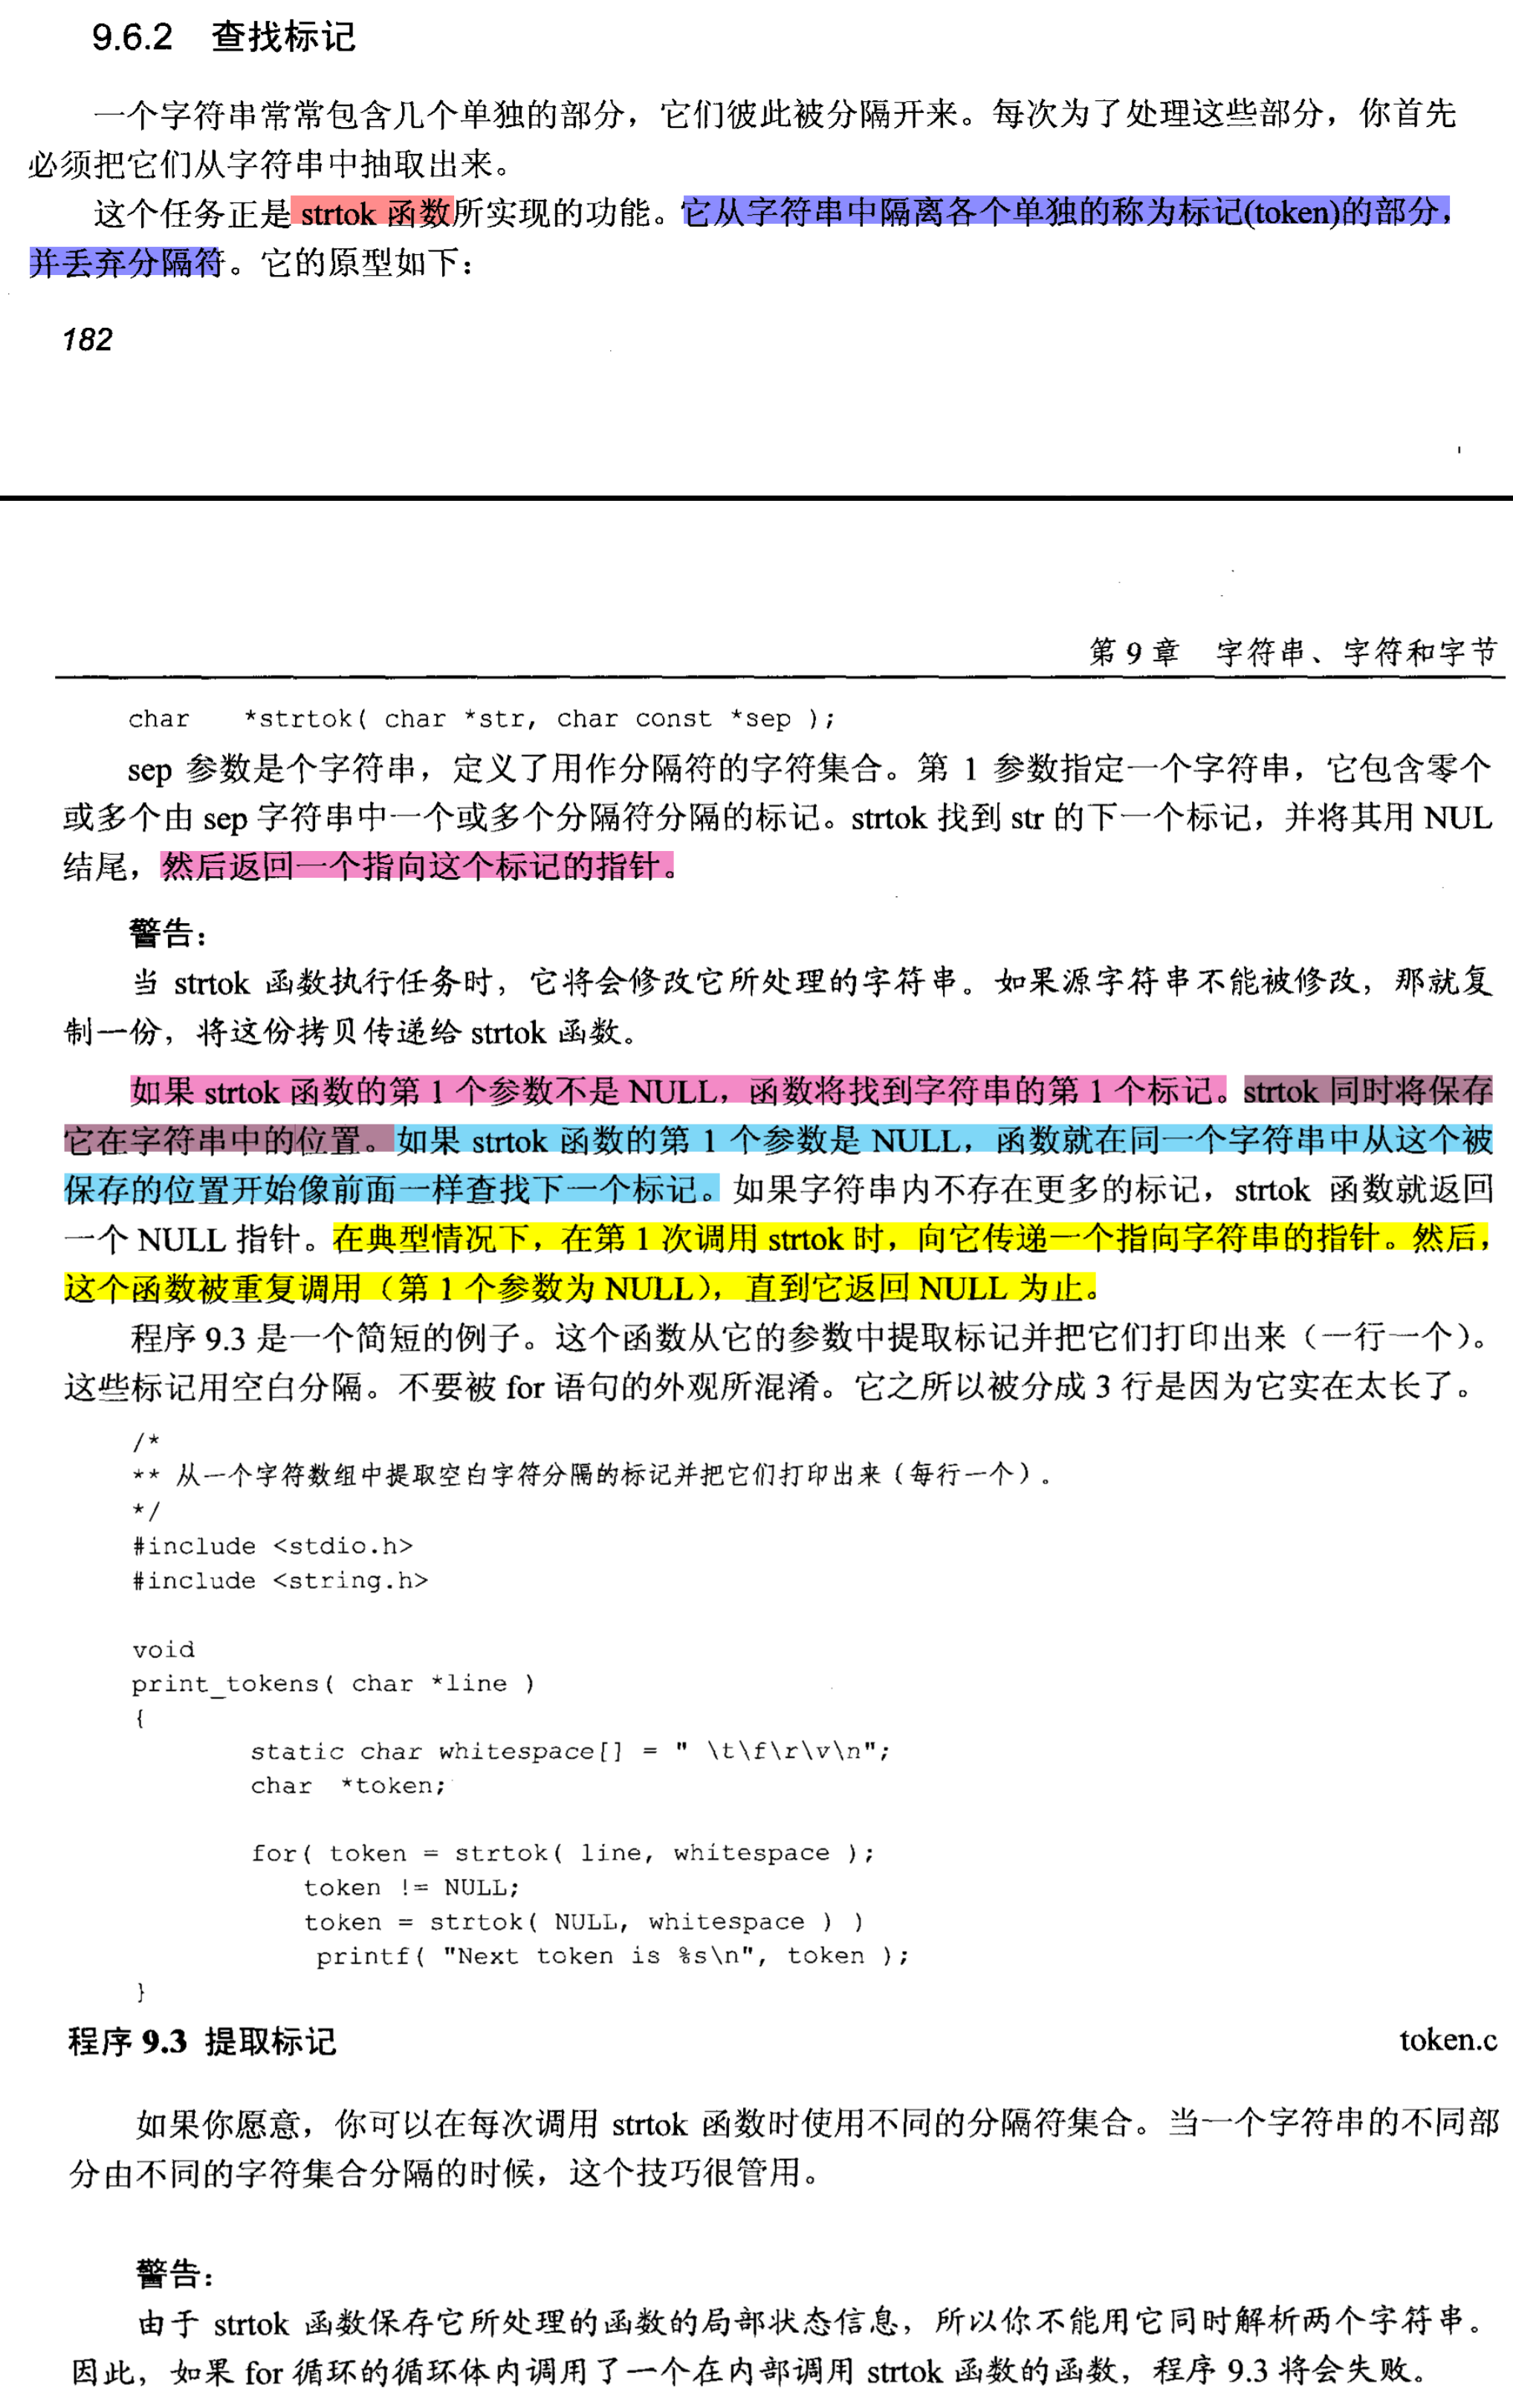 9.6.2 查找标记
一个字符串常常包含几个单独的部分，它们彼此被分隔开来。每次为了处理这些部分，你首先
必须把它们从字符串中抽取出来。
这个任务正是 strtok 函数所实现的功能。它从字符串中隔离各个单独的称为标记(token)的部分，
并丢弃分隔符。它的原型如下：
182
第 9 章 字符串、字符和字节
char *strtok( char *str, char const *sep );
sep 参数是个字符串，定义了用作分隔符的字符集合。第 1 参数指定一个字符串，它包含零个
或多个由 sep 字符串中一个或多个分隔符分隔的标记。strtok 找到 str 的下一个标记，并将其用 NUL
结尾，然后返回一个指向这个标记的指针。
警告：
当 strtok 函数执行任务时，它将会修改它所处理的字符串。如果源字符串不能被修改，那就复
制一份，将这份拷贝传递给 strtok 函数。
如果 strtok 函数的第 1 个参数不是 NULL，函数将找到字符串的第 1 个标记。strtok 同时将保存
它在字符串中的位置。如果 strtok 函数的第 1 个参数是 NULL，函数就在同一个字符串中从这个被
保存的位置开始像前面一样查找下一个标记。如果字符串内不存在更多的标记，strtok 函数就返回
一个 NULL 指针。在典型情况下，在第 1 次调用 strtok 时，向它传递一个指向字符串的指针。然后，
这个函数被重复调用（第 1 个参数为 NULL），直到它返回 NULL 为止。
程序 9.3 是一个简短的例子。这个函数从它的参数中提取标记并把它们打印出来（一行一个）。
这些标记用空白分隔。不要被 for 语句的外观所混淆。它之所以被分成 3 行是因为它实在太长了。
/*
** 从一个字符数组中提取空白字符分隔的标记并把它们打印出来（每行一个）。
*/
#include <stdio.h>
#include <string.h>
void
print_tokens( char *line )
{
static char whitespace[] = " \t\f\r\v\n";
char *token;
for( token = strtok( line, whitespace );
token != NULL;
token = strtok( NULL, whitespace ) )
printf( "Next token is %s\n", token );
}
程序 9.3 提取标记 token.c
如果你愿意，你可以在每次调用 strtok 函数时使用不同的分隔符集合。当一个字符串的不同部
分由不同的字符集合分隔的时候，这个技巧很管用。
警告：
由于 strtok 函数保存它所处理的函数的局部状态信息，所以你不能用它同时解析两个字符串。
因此，如果 for 循环的循环体内调用了一个在内部调用 strtok 函数的函数，程序 9.3 将会失败。